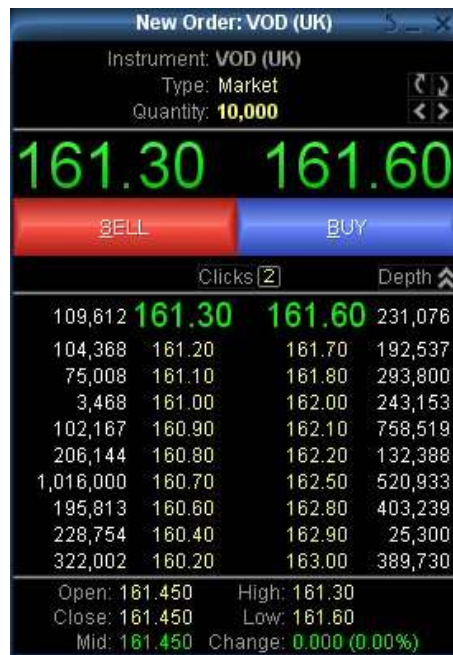 New Order: VOD (UK)
Instrument: VOD (UK)
Type: Market
Quantity: 10,000
161.30 161.60
SELL BUY
Clicks 2 Depth
109,612 161.30 161.60 231,076
104,368 161.20 161.70 192,537
75,008 161.10 161.80 293,800
3,468 161.00 162.00 243,153
102,167 160.90 162.10 758,519
206,144 160.80 162.20 132,388
1,016,000 160.70 162.50 520,933
195,813 160.60 162.80 403,239
228,754 160.40 162.90 25,300
322,002 160.20 163.00 389,730
Open: 161.450 High: 161.30
Close: 161.450 Low: 161.60
Mid: 161.450 Change: 0.000 (0.00%)